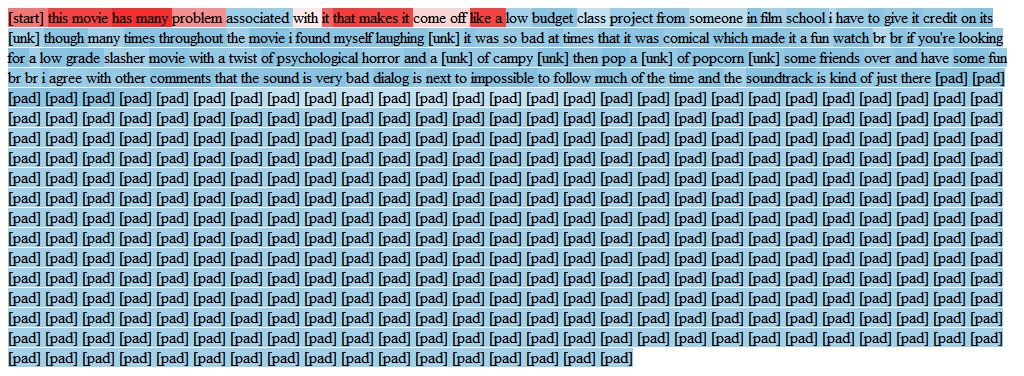 [start] this movie has many problem associated with it that makes it come off like a low budget class project from someone in film school i have to give it credit on its
[unk] though many times throughout the movie i found myself laughing [unk] it was so bad at times that it was comical which made it a fun watch br br if you're looking
for a low grade slasher movie with a twist of psychological horror and a [unk] of campy [unk] then pop a [unk] of popcorn [unk] some friends over and have some fun
br br i agree with other comments that the sound is very bad dialog is next to impossible to follow much of the time and the soundtrack is kind of just there [pad] [pad]
[pad] [pad] [pad] [pad] [pad] [pad] [pad] [pad] [pad] [pad] [pad] [pad] [pad] [pad] [pad] [pad] [pad] [pad] [pad] [pad] [pad] [pad] [pad] [pad] [pad] [pad] [pad]
[pad] [pad] [pad] [pad] [pad] [pad] [pad] [pad] [pad] [pad] [pad] [pad] [pad] [pad] [pad] [pad] [pad] [pad] [pad] [pad] [pad] [pad] [pad] [pad] [pad] [pad] [pad]
[pad] [pad] [pad] [pad] [pad] [pad] [pad] [pad] [pad] [pad] [pad] [pad] [pad] [pad] [pad] [pad] [pad] [pad] [pad] [pad] [pad] [pad] [pad] [pad] [pad] [pad] [pad]
[pad] [pad] [pad] [pad] [pad] [pad] [pad] [pad] [pad] [pad] [pad] [pad] [pad] [pad] [pad] [pad] [pad] [pad] [pad] [pad] [pad] [pad] [pad] [pad] [pad] [pad] [pad]
[pad] [pad] [pad] [pad] [pad] [pad] [pad] [pad] [pad] [pad] [pad] [pad] [pad] [pad] [pad] [pad] [pad] [pad] [pad] [pad] [pad] [pad] [pad] [pad] [pad] [pad] [pad]
[pad] [pad] [pad] [pad] [pad] [pad] [pad] [pad] [pad] [pad] [pad] [pad] [pad] [pad] [pad] [pad] [pad] [pad] [pad] [pad] [pad] [pad] [pad] [pad] [pad] [pad] [pad]
[pad] [pad] [pad] [pad] [pad] [pad] [pad] [pad] [pad] [pad] [pad] [pad] [pad] [pad] [pad] [pad] [pad] [pad] [pad] [pad] [pad] [pad] [pad] [pad] [pad] [pad] [pad]
[pad] [pad] [pad] [pad] [pad] [pad] [pad] [pad] [pad] [pad] [pad] [pad] [pad] [pad] [pad] [pad] [pad] [pad] [pad] [pad] [pad] [pad] [pad] [pad] [pad] [pad] [pad]
[pad] [pad] [pad] [pad] [pad] [pad] [pad] [pad] [pad] [pad] [pad] [pad] [pad] [pad] [pad] [pad] [pad] [pad] [pad] [pad] [pad] [pad] [pad] [pad] [pad] [pad] [pad]
[pad] [pad] [pad] [pad] [pad] [pad] [pad] [pad] [pad] [pad] [pad] [pad] [pad] [pad] [pad] [pad] [pad] [pad] [pad] [pad] [pad] [pad] [pad] [pad] [pad] [pad] [pad]
[pad] [pad] [pad] [pad] [pad] [pad] [pad] [pad] [pad] [pad] [pad] [pad] [pad] [pad] [pad] [pad] [pad] [pad] [pad] [pad] [pad] [pad] [pad] [pad] [pad] [pad] [pad]
[pad] [pad] [pad] [pad] [pad] [pad] [pad] [pad] [pad] [pad] [pad] [pad] [pad] [pad] [pad] [pad] [pad] [pad] [pad] [pad] [pad] [pad] [pad] [pad] [pad] [pad] [pad]
[pad] [pad] [pad] [pad] [pad] [pad] [pad] [pad] [pad] [pad] [pad] [pad] [pad] [pad] [pad] [pad] [pad] [pad] [pad] [pad] [pad] [pad] [pad] [pad] [pad] [pad] [pad]
[pad] [pad] [pad] [pad] [pad] [pad] [pad] [pad] [pad] [pad] [pad] [pad] [pad] [pad] [pad] [pad] [pad]